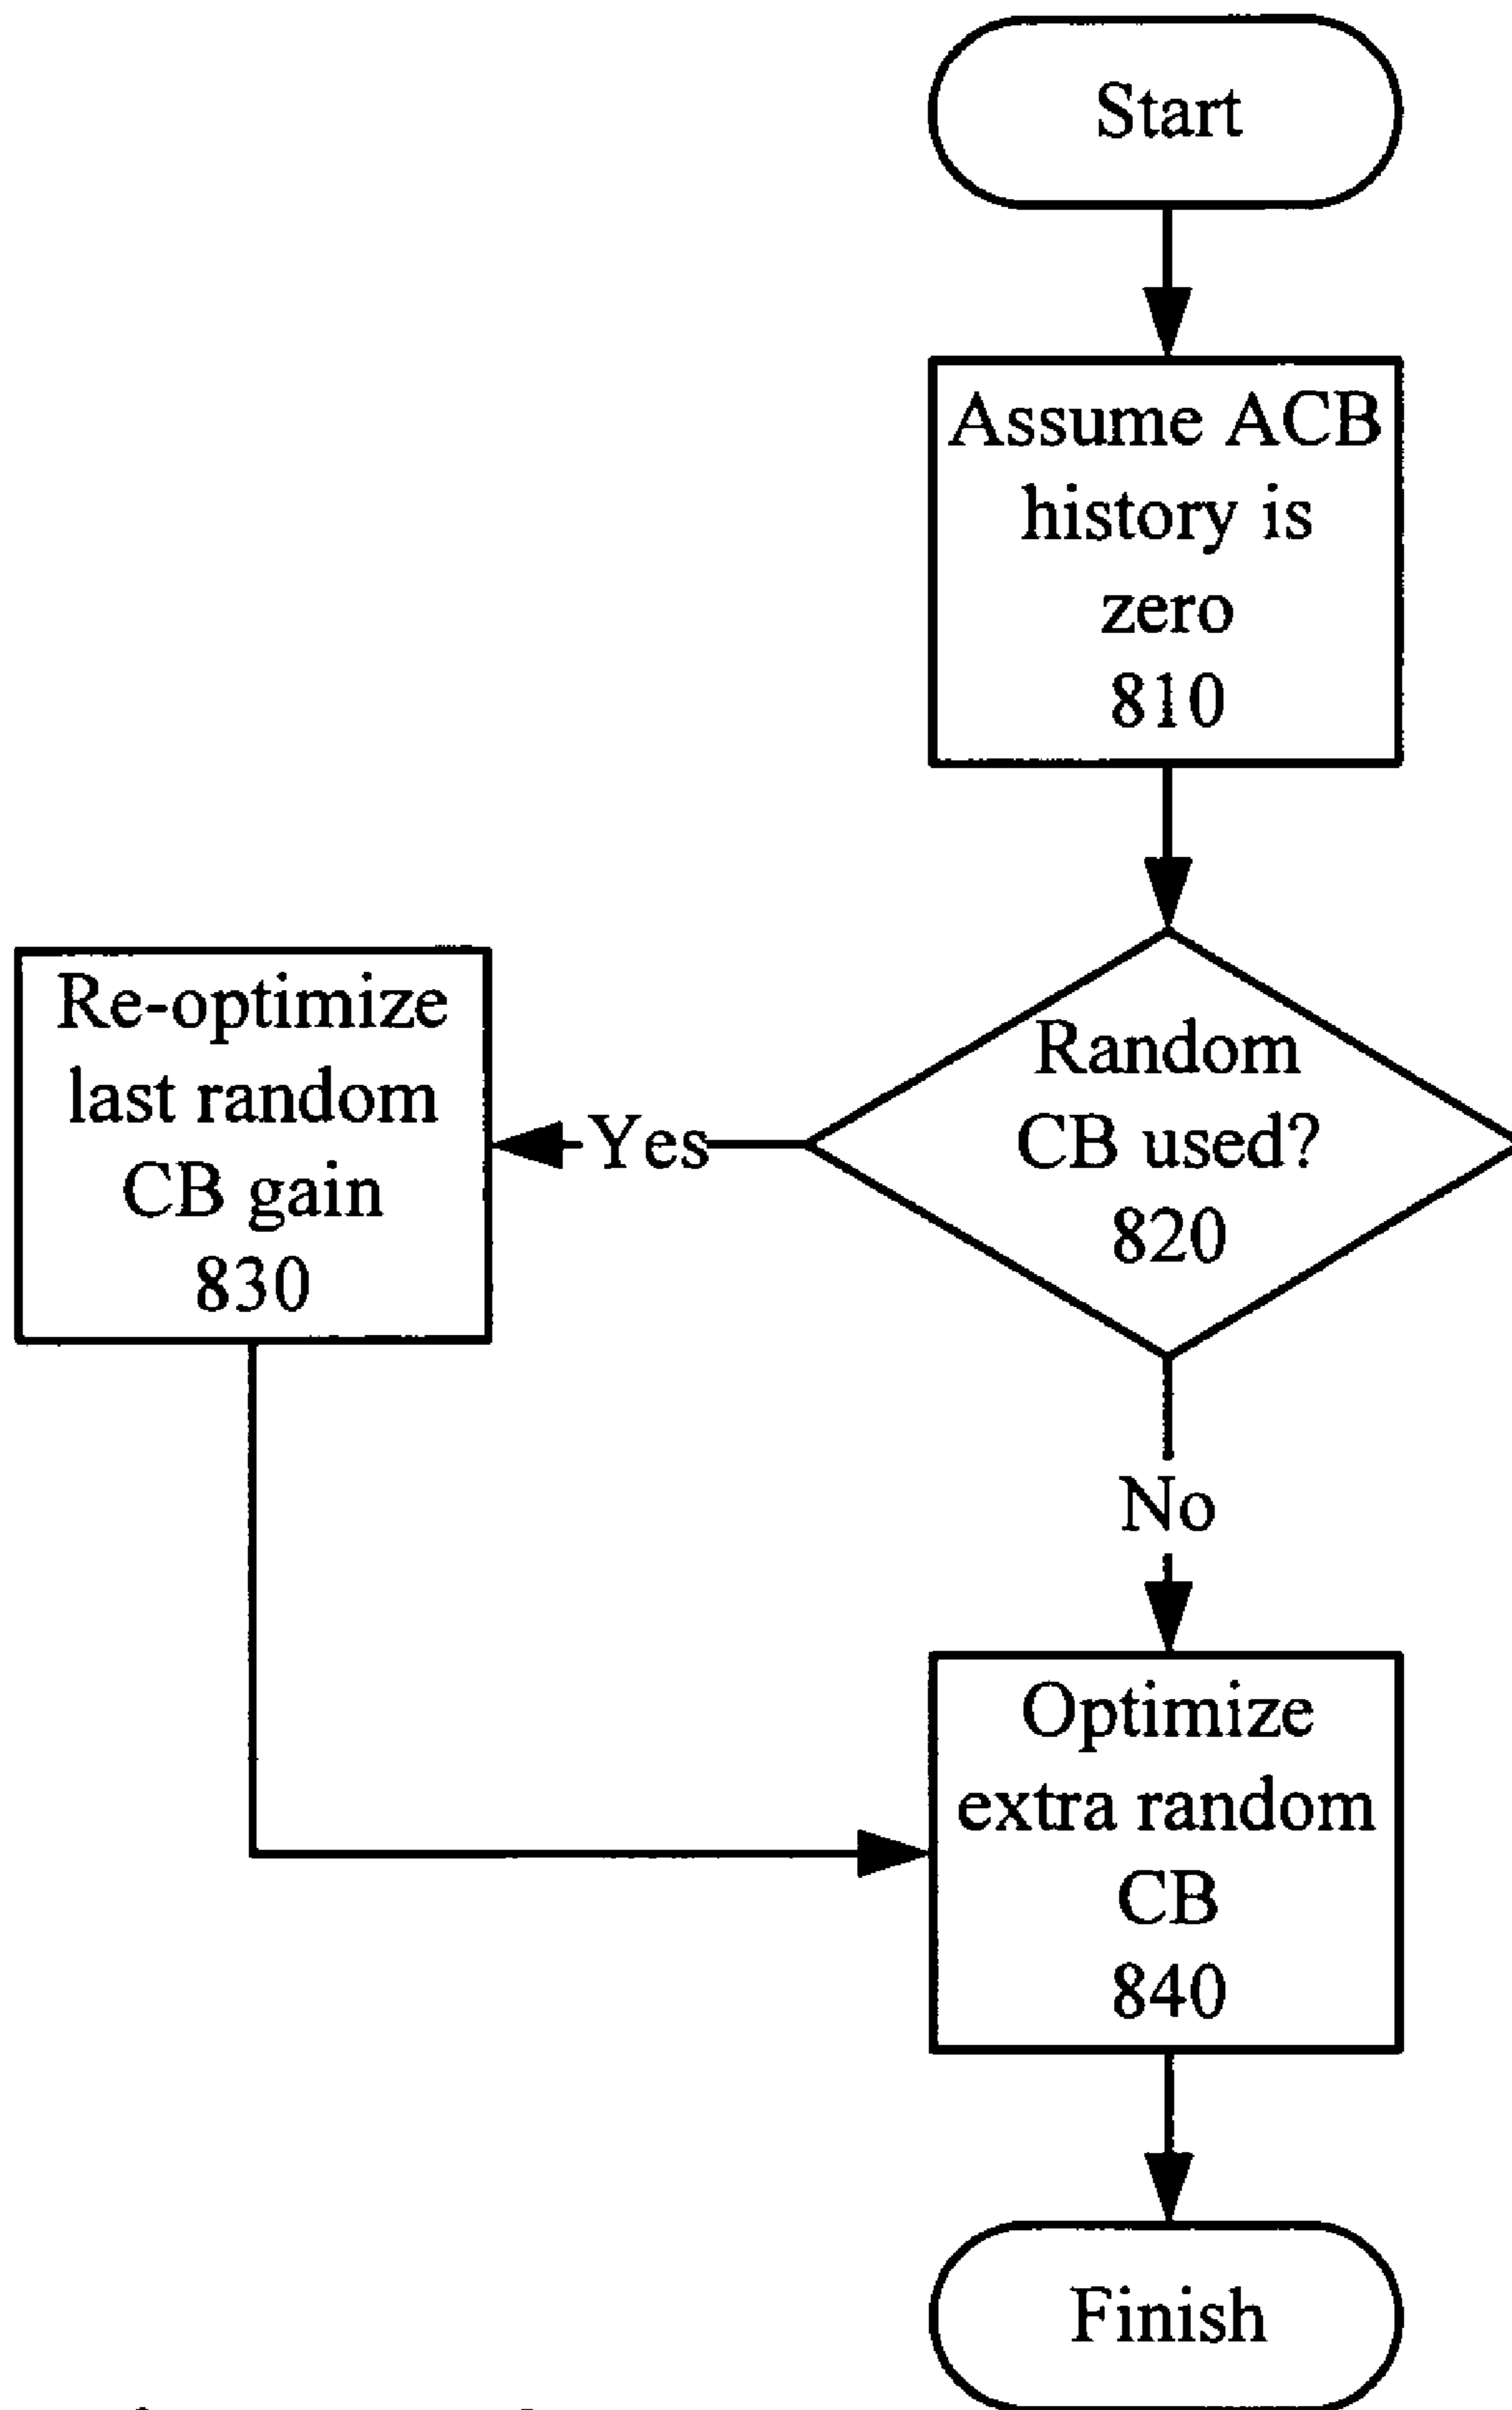 Start
Assume ACB
history is
zero
810
Random
CB used?
820
Yes
Re-optimize
last random
CB gain
830
No
Optimize
extra random
CB
840
Finish